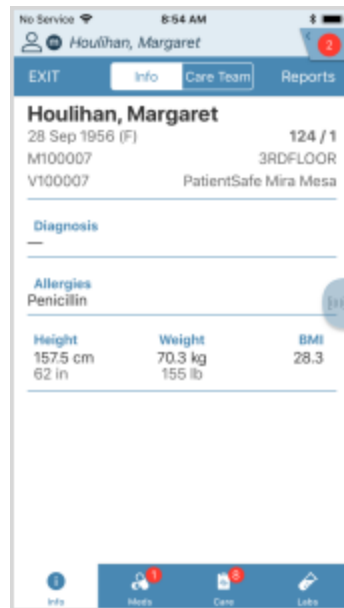 No Service 8:54 AM
Houlihan, Margaret 2
EXIT Info Care Team Reports
Houlihan, Margaret
28 Sep 1956 (F) 124 / 1
M100007 3RDFLOOR
V100007 PatientSafe Mira Mesa
Diagnosis
—
Allergies
Penicillin
Height Weight BMI
157.5 cm 70.3 kg 28.3
62 in 155 lb
1 8
Info Meds Care Labs